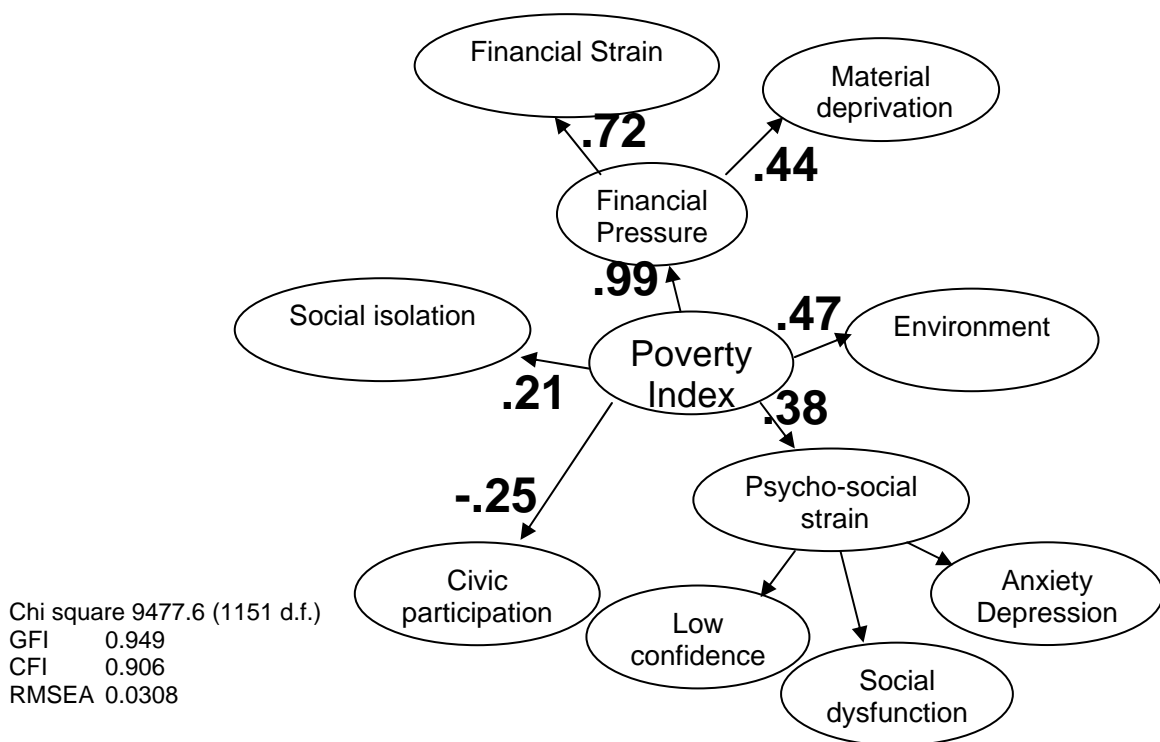 Financial Strain
Material
deprivation
.72
.44
Financial
Pressure
.99
Social isolation
.47
Environment
Poverty
Index
.21
.38
-.25
Psycho-social
strain
Civic
participation
Anxiety
Depression
Low
confidence
Social
dysfunction
Chi square 9477.6 (1151 d.f.)
GFI 0.949
CFI 0.906
RMSEA 0.0308